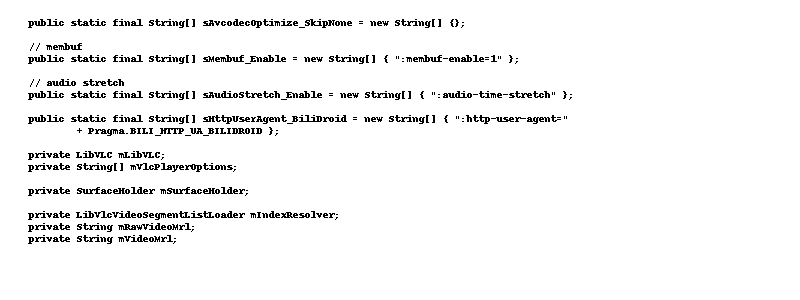 public static final String[] sAvcodecOptimize_SkipNone = new String[] {};
// membuf
public static final String[] sMembuf_Enable = new String[] { ":membuf-enable=1" };
// audio stretch
public static final String[] sAudioStretch_Enable = new String[] { ":audio-time-stretch" };
public static final String[] sHttpUserAgent_BiliDroid = new String[] { ":http-user-agent="
+ Pragma.BILI_HTTP_UA_BILIDROID };
private LibVLC mLibVLC;
private String[] mVlcPlayerOptions;
private SurfaceHolder mSurfaceHolder;
private LibVlcVideoSegmentListLoader mIndexResolver;
private String mRawVideoMrl;
private String mVideoMrl;